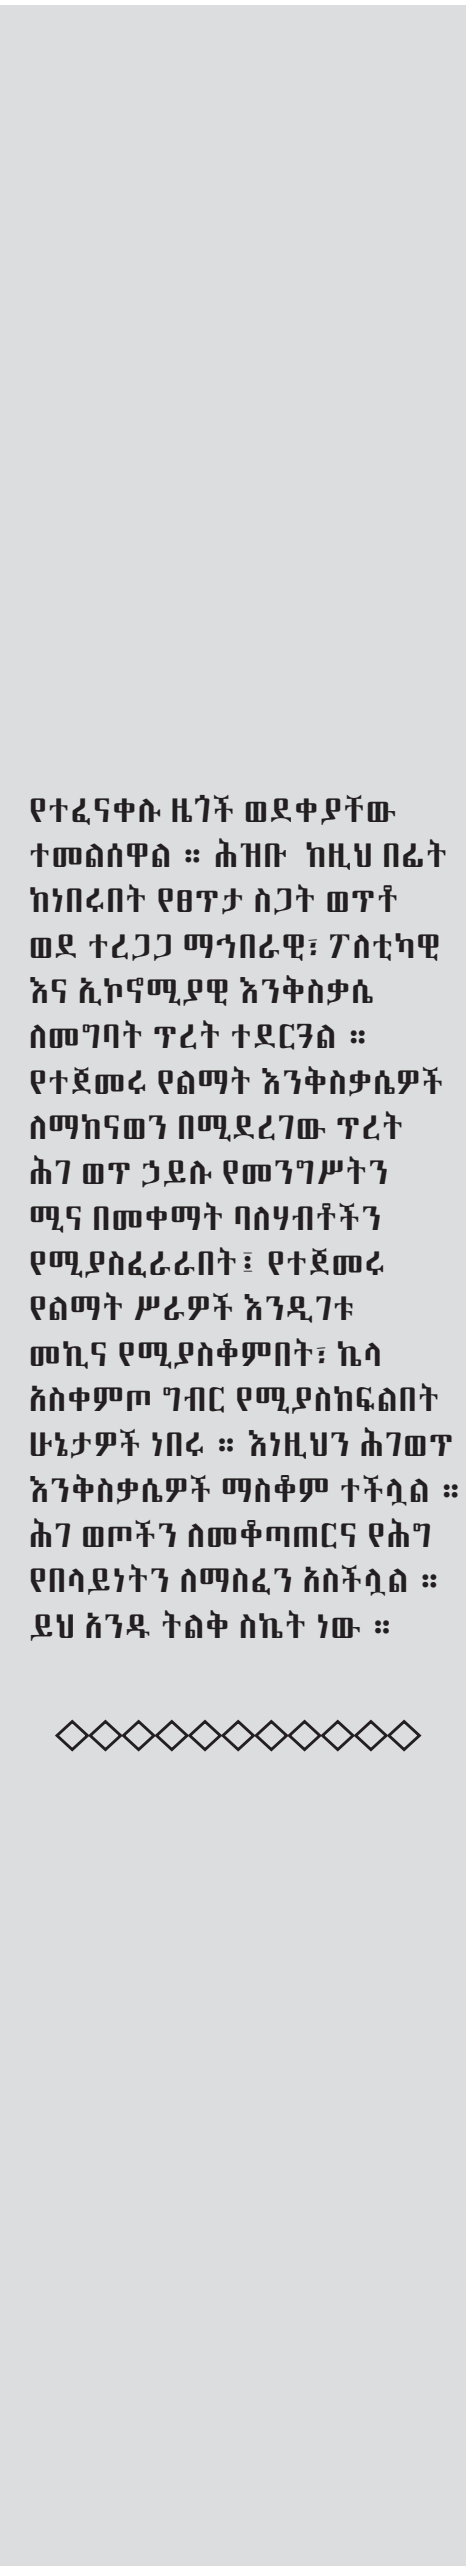 የተፈናቀሉ ዜጎች ወደቀያቸው
ተመልሰዋል ። ሕዝቡ ከዚህ በፊት
ከነበሩበት የፀጥታ ስጋት ወጥቶ
ወደ ተረጋጋ ማኅበራዊ፣ ፖለቲካዊ
እና ኢኮኖሚያዊ እንቅስቃሴ
ለመግባት ጥረት ተደርጓል ።
የተጀመሩ የልማት እንቅስቃሴዎች
ለማከናወን በሚደረገው ጥረት
ሕገ ወጥ ኃይሉ የመንግሥትን
ሚና በመቀማት ባለሃብቶችን
የሚያስፈራራበት፤ የተጀመሩ
የልማት ሥራዎች እንዲገቱ
መኪና የሚያስቆምበት፣ ኬላ
አስቀምጦ ግብር የሚያስከፍልበት
ሁኔታዎች ነበሩ ። እነዚህን ሕገወጥ
እንቅስቃሴዎች ማስቆም ተችሏል ።
ሕገ ወጦችን ለመቆጣጠርና የሕግ
የበላይነትን ለማስፈን አስችሏል ።
ይህ አንዱ ትልቅ ስኬት ነው ።